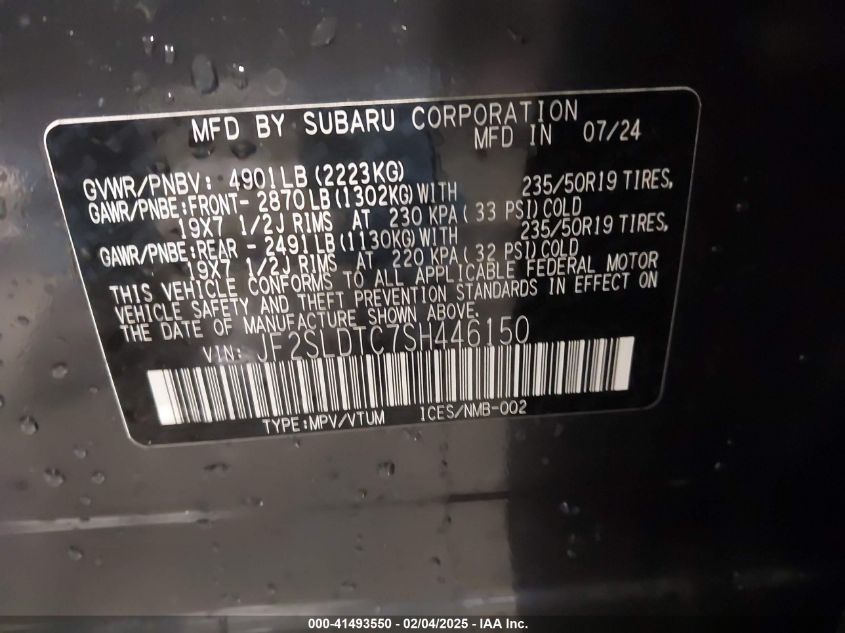 MFD BY SUBARU CORPORATION
MFD IN 07/24
GVWR/PNBV: 4901LB(2223KG)
GAWR/PNBE:FRONT- 2870LB(1302KG)WITH 235/50R19 TIRES,
19X7 1/2J RIMS AT 230 KPA( 33 PSI)COLD
GAWR/PNBE:REAR - 2491LB(1130KG)WITH 235/50R19 TIRES,
19X7 1/2J RIMS AT 220 KPA( 32 PSI)COLD
THIS VEHICLE CONFORMS TO ALL APPLICABLE FEDERAL MOTOR
VEHICLE SAFETY AND THEFT PREVENTION STANDARDS IN EFFECT ON
THE DATE OF MANUFACTURE SHOWN ABOVE.
VIN: JF2SLDTC7SH446150
TYPE:MPV/VTUM ICES/NMB-002
000-41493550 - 02/04/2025 - IAA Inc.